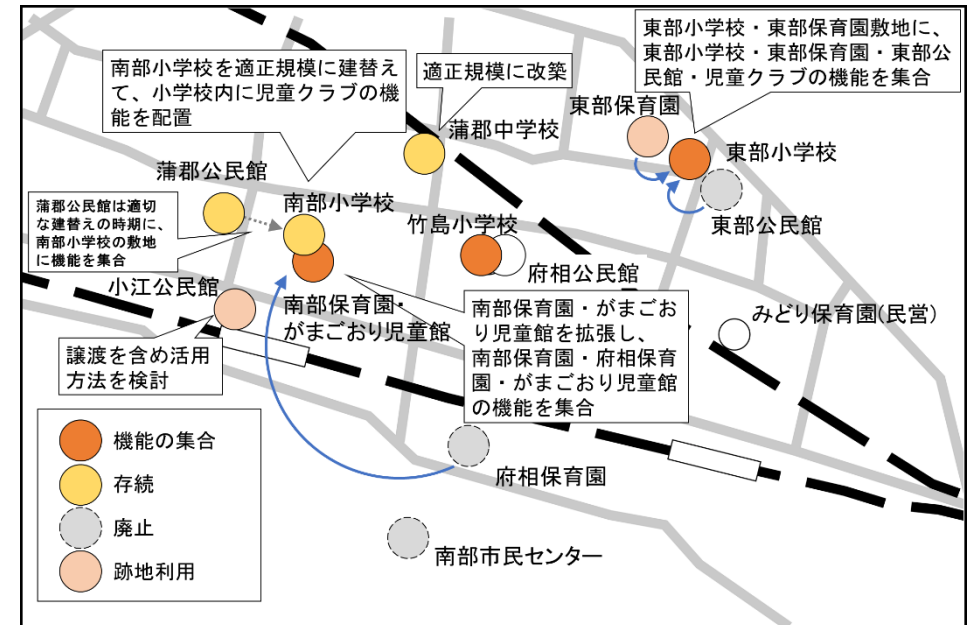 東部小学校・東部保育園敷地に、
東部小学校・東部保育園・東部公
民館・児童クラブの機能を集合
南部小学校を適正規模に建替え
て、小学校内に児童クラブの機
能を配置
適正規模に改築
東部保育園
蒲郡中学校
東部小学校
蒲郡公民館
南部小学校
蒲郡公民館は適切
な建替えの時期に、
南部小学校の敷地
に機能を集合
竹島小学校
東部公民館
府相公民館
小江公民館
南部保育園・
がまごおり児童館
南部保育園・がまごお
り児童館を拡張し、
南部保育園・府相保育
園・がまごおり児童館
の機能を集合
みどり保育園(民営)
譲渡を含め活用
方法を検討
機能の集合
存続
廃止
跡地利用
府相保育園
南部市民センター